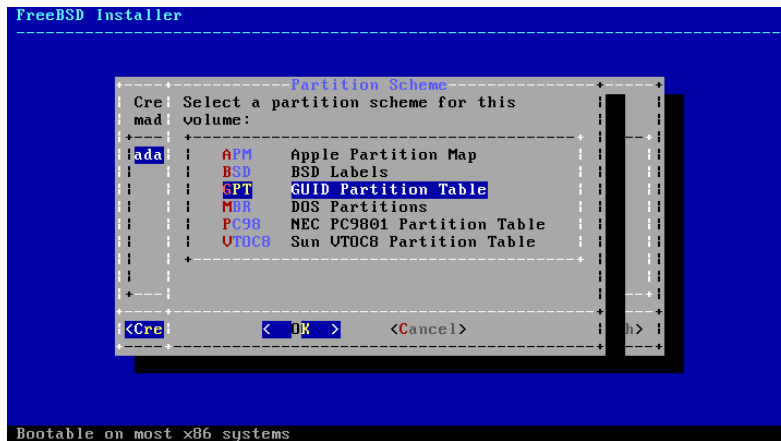 FreeBSD Installer
Partition Scheme
Cre Select a partition scheme for this
mad volume:
ada APM Apple Partition Map
BSD BSD Labels
GPT GUID Partition Table
MBR DOS Partitions
PC98 NEC PC9801 Partition Table
VTOC8 Sun VTOC8 Partition Table
<Cre < OK > <Cancel> h>
Bootable on most x86 systems